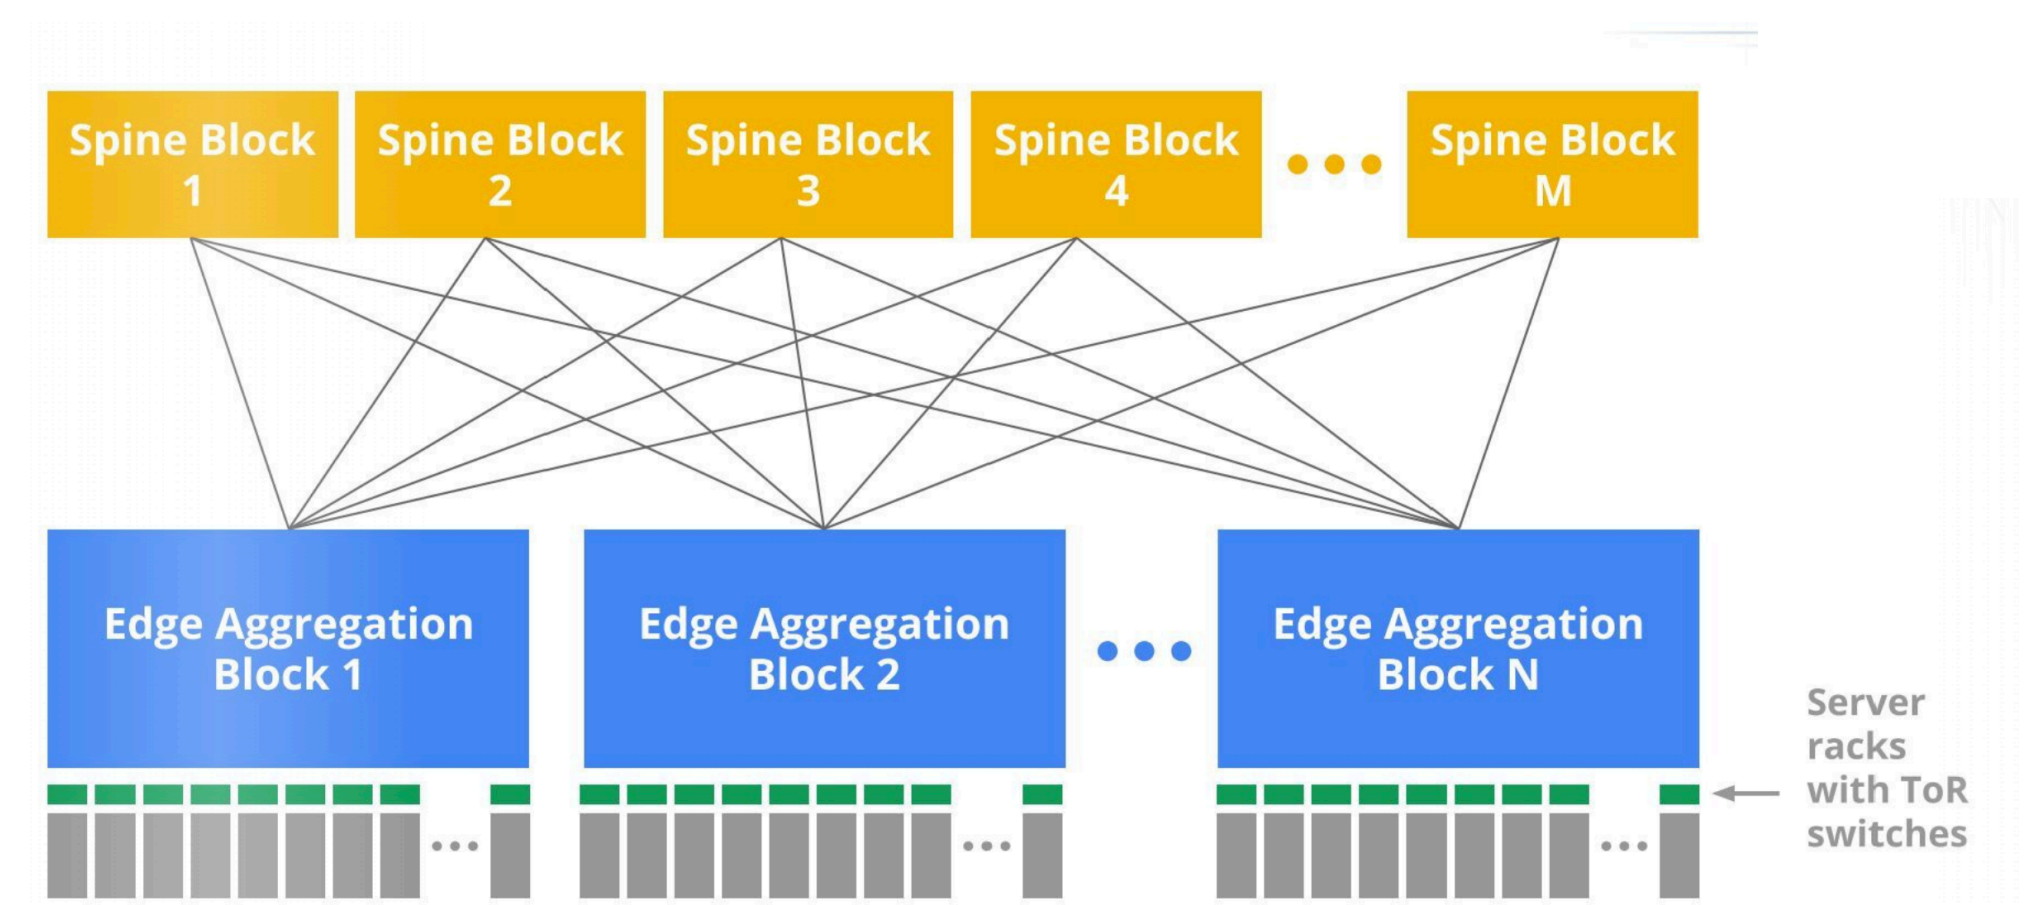 Spine Block
1
Spine Block
2
Spine Block
3
Spine Block
4
Spine Block
M
Edge Aggregation
Block 1
Edge Aggregation
Block 2
Edge Aggregation
Block N
Server
racks
with ToR
switches